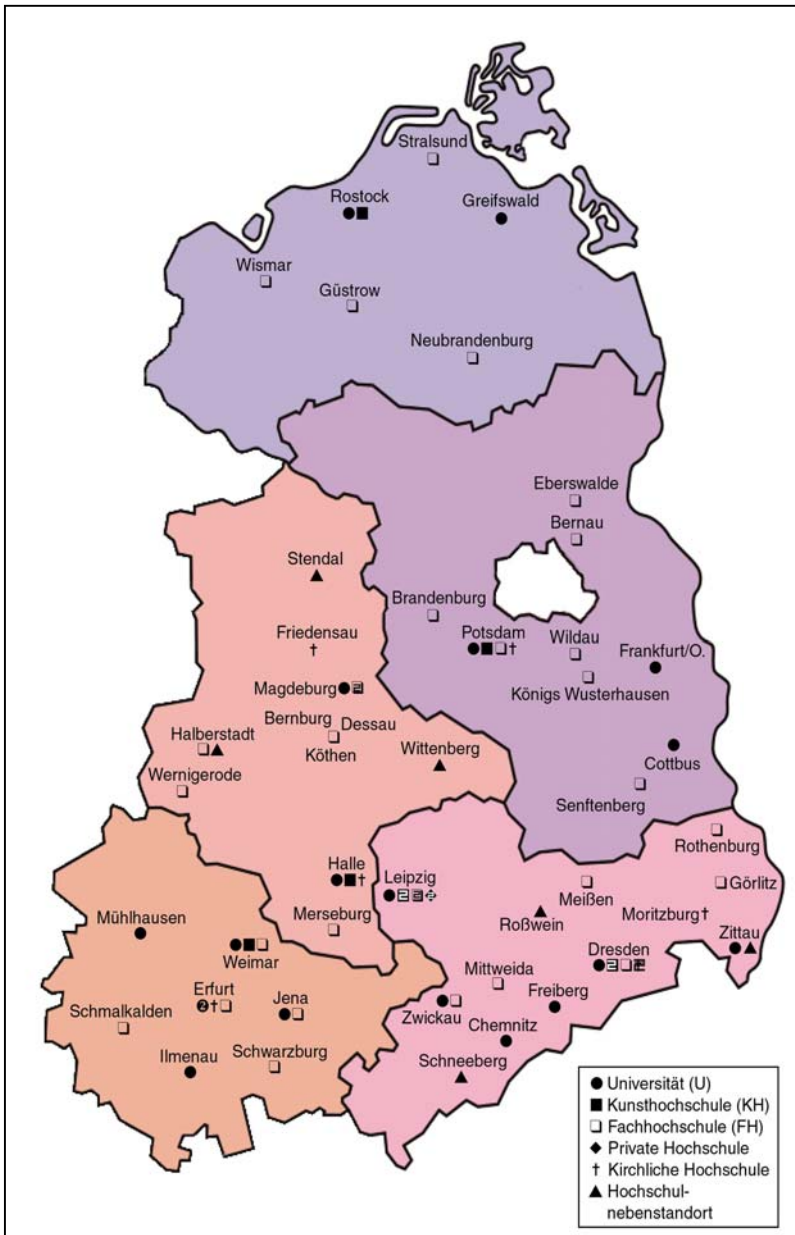 Stralsund
Rostock
Greifswald
Wismar
Güstrow
Neubrandenburg
Eberswalde
Bernau
Stendal
Brandenburg
Friedensau
Potsdam
Wildau
Frankfurt/O.
Magdeburg
Königs Wusterhausen
Bernburg
Dessau
Halberstadt
Köthen
Wittenberg
Cottbus
Wernigerode
Senftenberg
Rothenburg
Halle
Leipzig
Meißen
Görlitz
Mühlhausen
Merseburg
Roßwein
Moritzburg
Zittau
Weimar
Dresden
Mittweida
Erfurt
2
Jena
Freiberg
Schmalkalden
Zwickau
Chemnitz
Ilmenau
Schwarzburg
Schneeberg
Universität (U)
Kunsthochschule (KH)
Fachhochschule (FH)
Private Hochschule
Kirchliche Hochschule
Hochschul-
nebenstandort